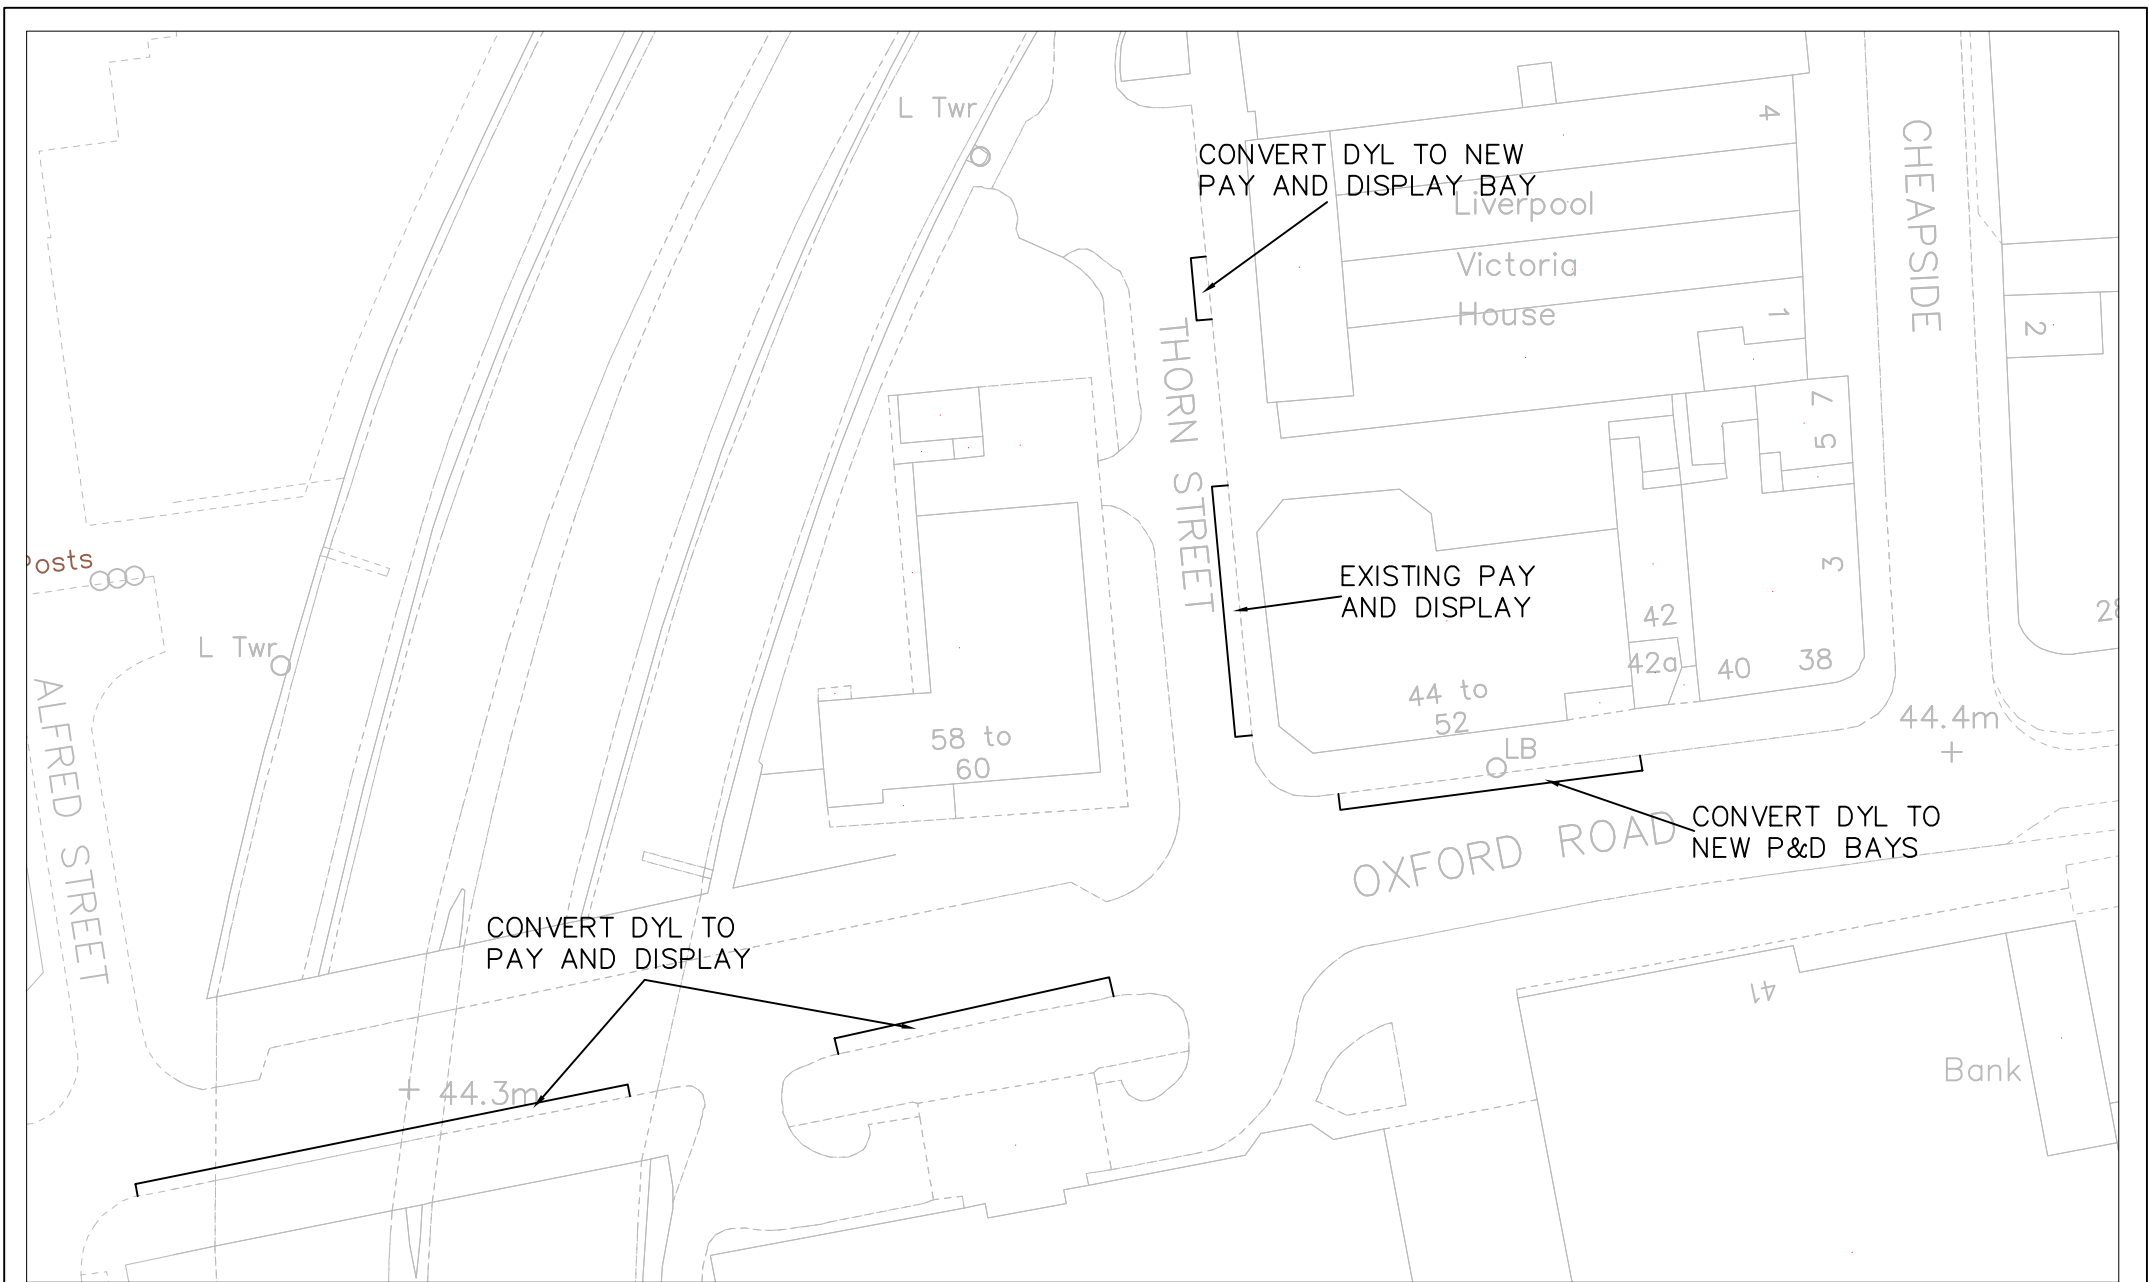 L Twr
CONVERT DYL TO NEW
PAY AND DISPLAY BAY
Liverpool
Victoria
House
4
1
CHEAPSIDE
2
THORN STREET
7
5
3
Posts
L Twr
EXISTING PAY
AND DISPLAY
42
42a
40
38
28
44 to
52
LB
44.4m
58 to
60
ALFRED STREET
CONVERT DYL TO
NEW P&D BAYS
OXFORD ROAD
CONVERT DYL TO
PAY AND DISPLAY
41
44.3m
Bank